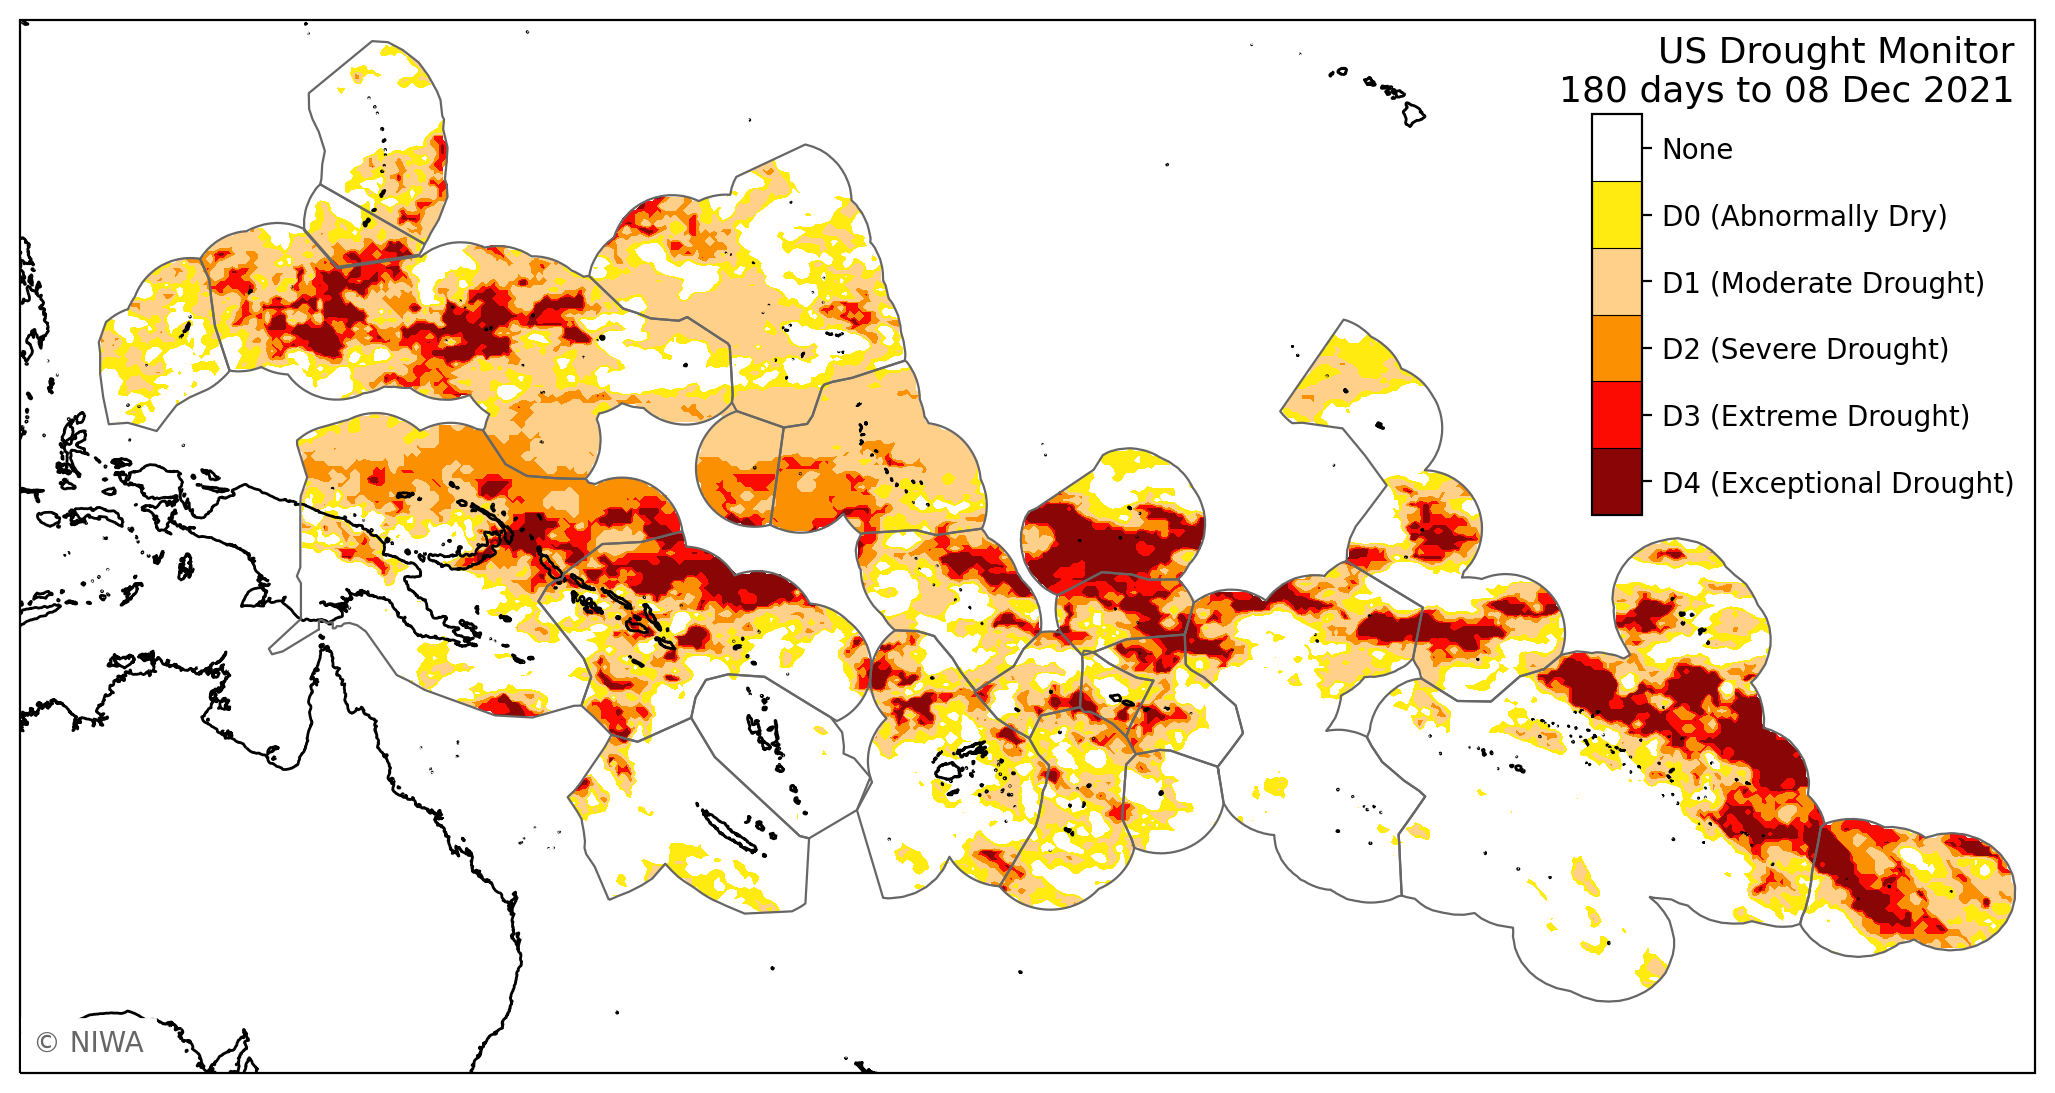 US Drought Monitor
180 days to 08 Dec 2021
None
D0 (Abnormally Dry)
D1 (Moderate Drought)
D2 (Severe Drought)
D3 (Extreme Drought)
D4 (Exceptional Drought)
© NIWA